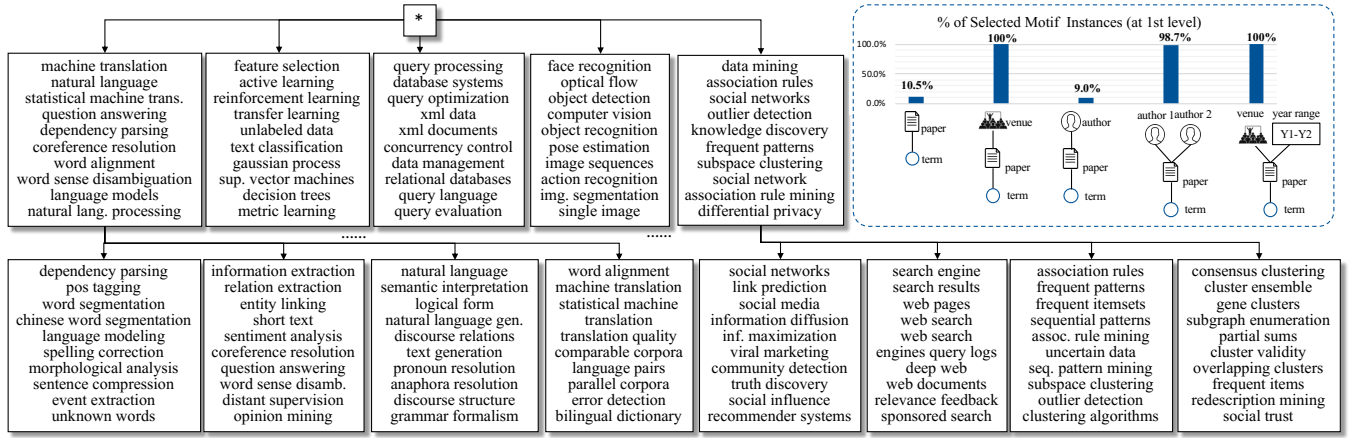 *
machine translation
natural language
statistical machine trans.
question answering
dependency parsing
coreference resolution
word alignment
word sense disambiguation
language models
natural lang. processing
feature selection
active learning
reinforcement learning
transfer learning
unlabeled data
text classification
gaussian process
sup. vector machines
decision trees
metric learning
query processing
database systems
query optimization
xml data
xml documents
concurrency control
data management
relational databases
query language
query evaluation
face recognition
optical flow
object detection
computer vision
object recognition
pose estimation
image sequences
action recognition
img. segmentation
single image
data mining
association rules
social networks
outlier detection
knowledge discovery
frequent patterns
subspace clustering
social network
association rule mining
differential privacy
% of Selected Motif Instances (at 1st level)
100.0%
50.0%
0.0%
10.5%
100%
9.0%
98.7%
100%
paper
term
venue
paper
term
author
paper
term
author 1 author 2
paper
term
venue
year range
Y1-Y2
paper
term
......
......
dependency parsing
pos tagging
word segmentation
chinese word segmentation
language modeling
spelling correction
morphological analysis
sentence compression
event extraction
unknown words
information extraction
relation extraction
entity linking
short text
sentiment analysis
coreference resolution
question answering
word sense disamb.
distant supervision
opinion mining
natural language
semantic interpretation
logical form
natural language gen.
discourse relations
text generation
pronoun resolution
anaphora resolution
discourse structure
grammar formalism
word alignment
machine translation
statistical machine
translation
translation quality
comparable corpora
language pairs
parallel corpora
error detection
bilingual dictionary
social networks
link prediction
social media
information diffusion
inf. maximization
viral marketing
community detection
truth discovery
social influence
recommender systems
search engine
search results
web pages
web search
web search
engines query logs
deep web
web documents
relevance feedback
sponsored search
association rules
frequent patterns
frequent itemsets
sequential patterns
assoc. rule mining
uncertain data
seq. pattern mining
subspace clustering
outlier detection
clustering algorithms
consensus clustering
cluster ensemble
gene clusters
subgraph enumeration
partial sums
cluster validity
overlapping clusters
frequent items
redescription mining
social trust